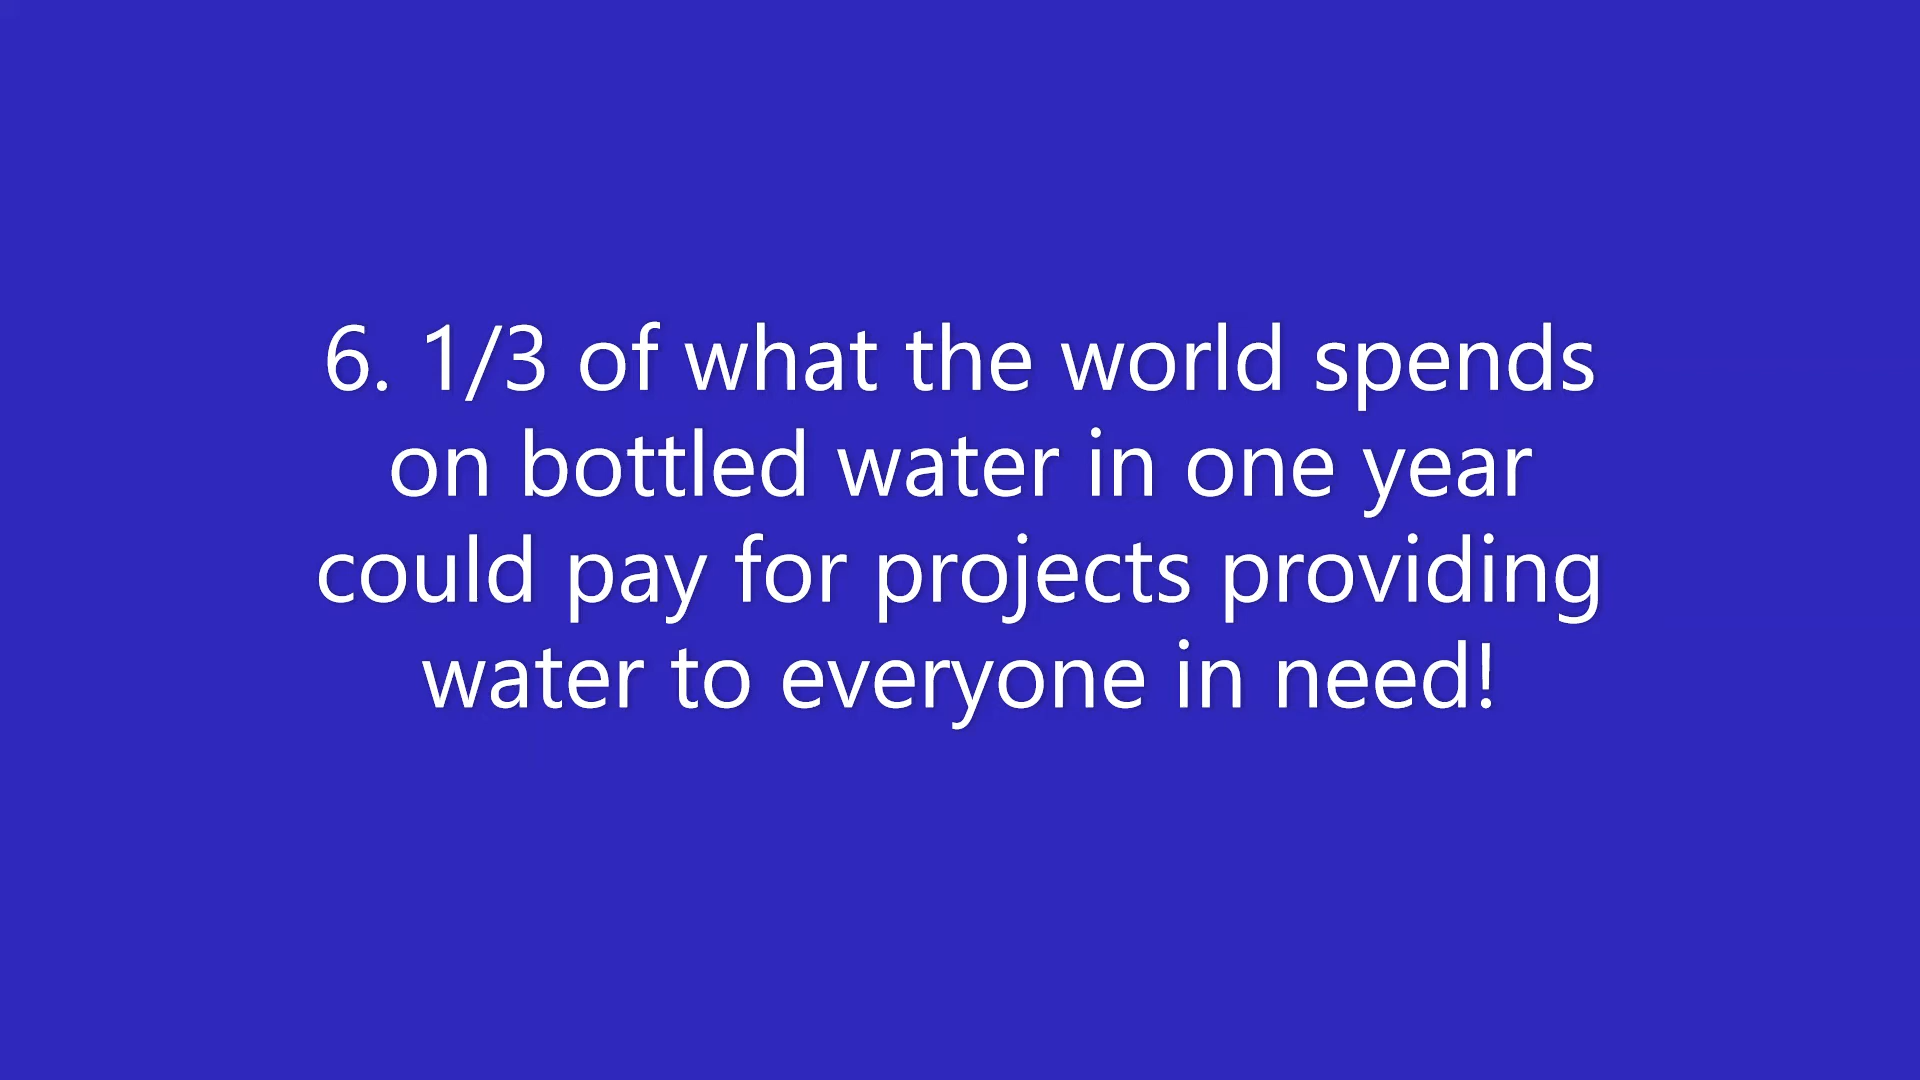 6. 1/3 of what the world spends
on bottled water in one year
could pay for projects providing
water to everyone in need!